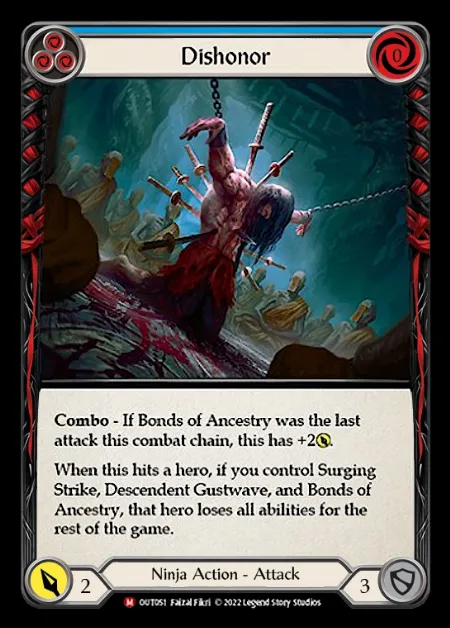 Dishonor
0
Combo - If Bonds of Ancestry was the last
attack this combat chain, this has +2.
When this hits a hero, if you control Surging
Strike, Descendent Gustwave, and Bonds of
Ancestry, that hero loses all abilities for the
rest of the game.
2
Ninja Action - Attack
3
M OUT051 Faizal Fikri © 2022 Legend Story Studios